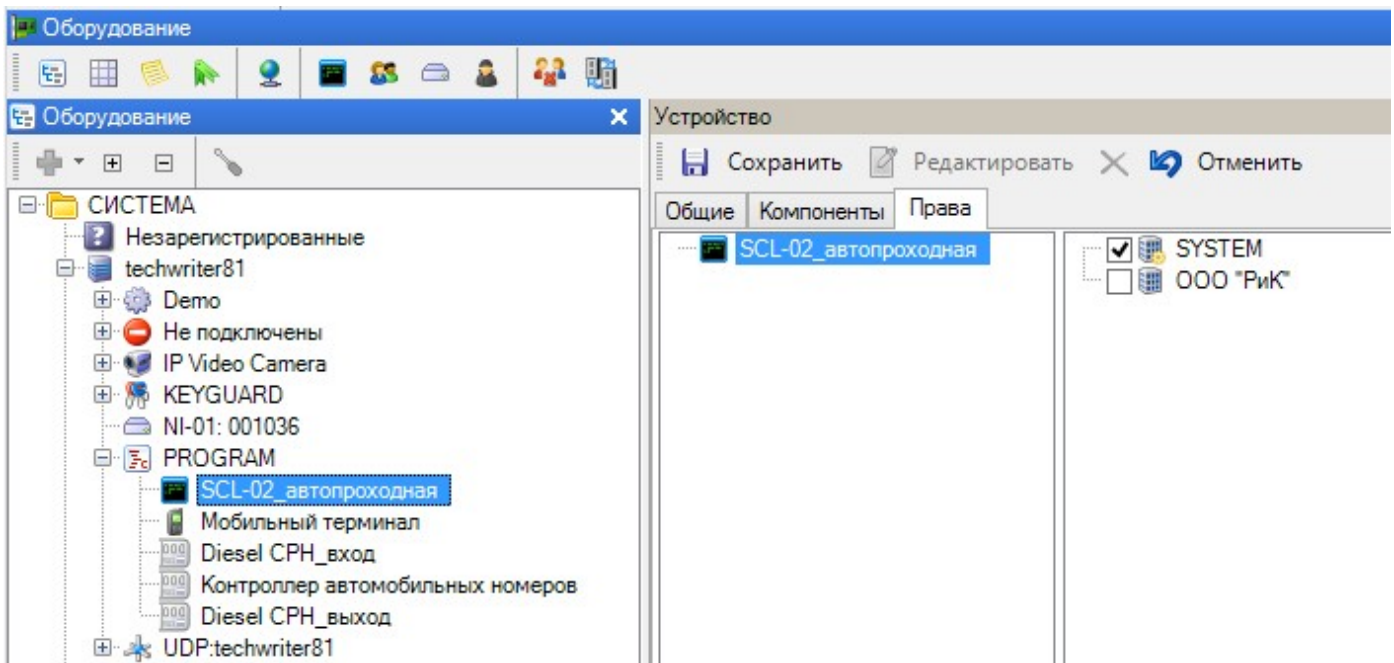 Оборудование
Оборудование
СИСТЕМА
Незарегистрированные
techwriter81
Demo
Не подключены
IP Video Camera
KEYGUARD
NI-01: 001036
PROGRAM
SCL-02_автопроходная
Мобильный терминал
Diesel CPH_вход
Контроллер автомобильных номеров
Diesel CPH_выход
UDP:techwriter81
Устройство
Сохранить Редактировать Отменить
Общие Компоненты Права
SCL-02_автопроходная
SYSTEM
ООО "РиК"